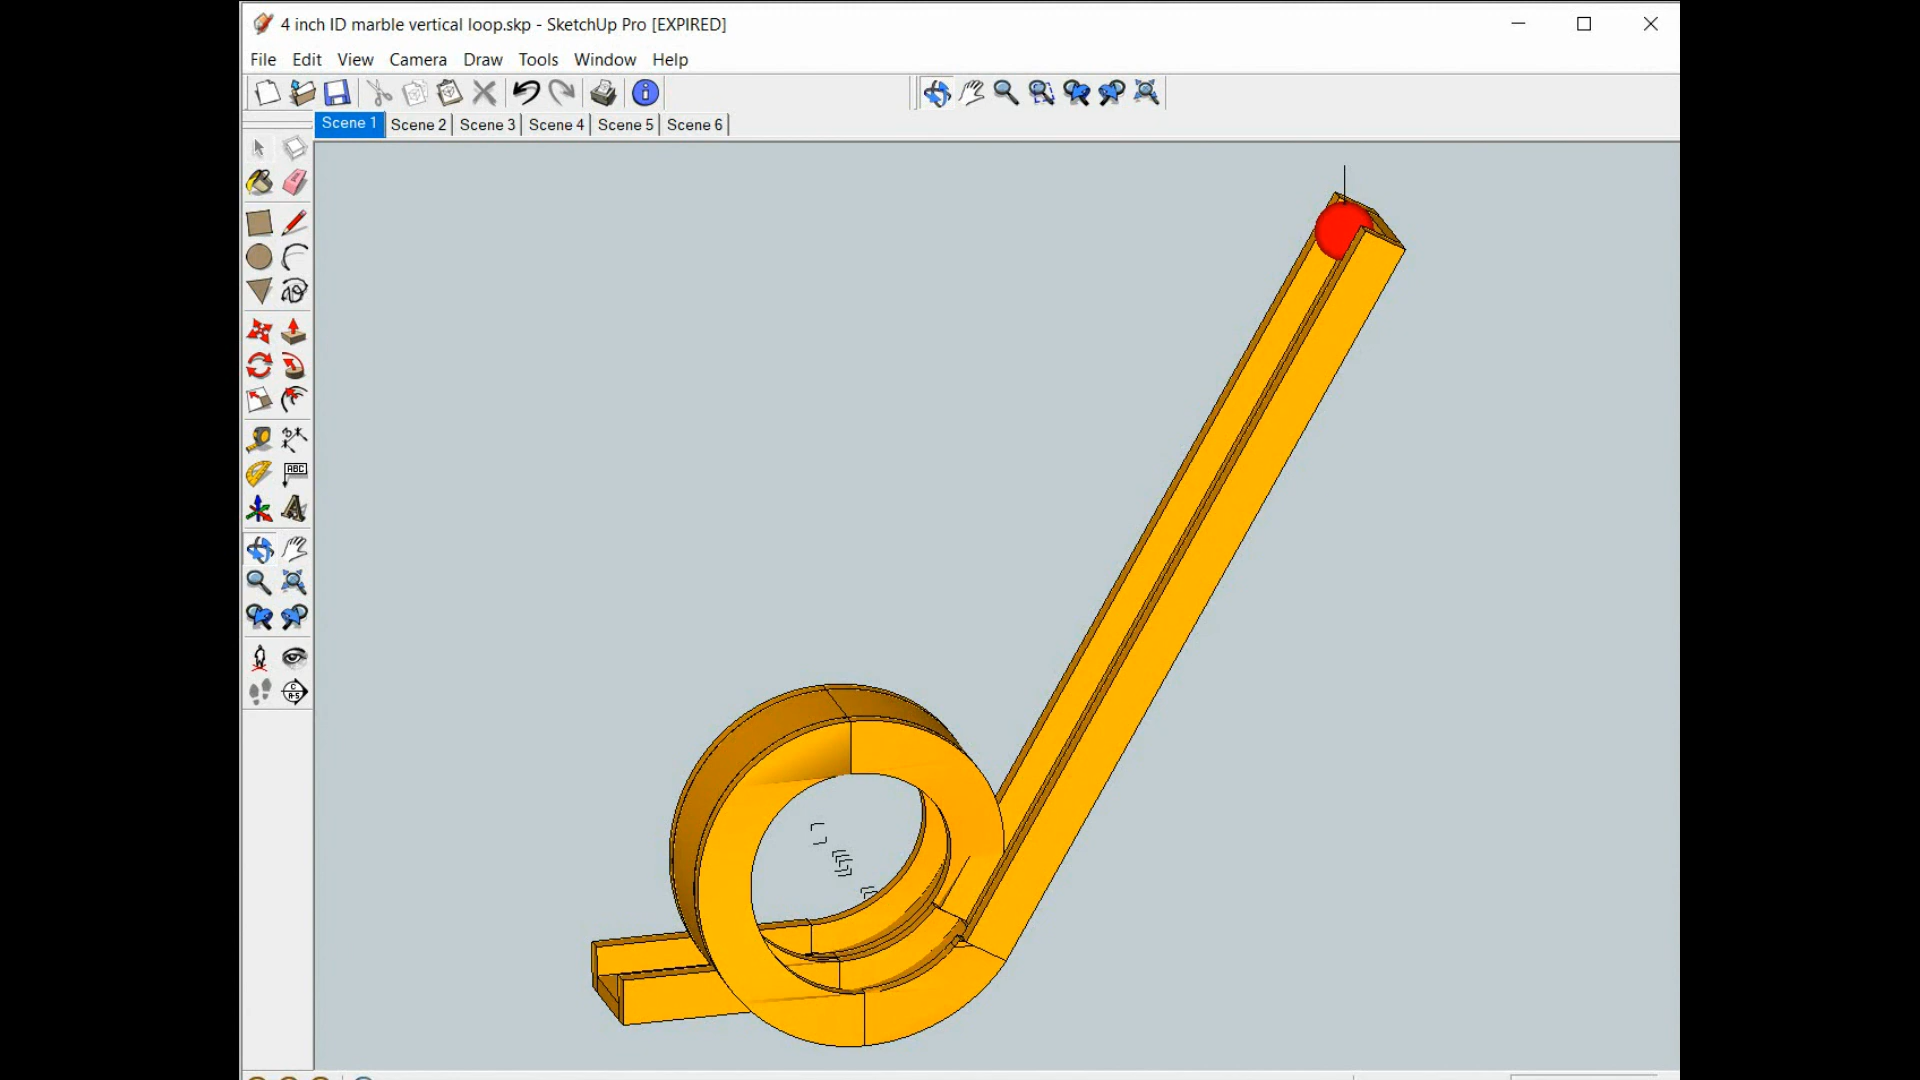 4 inch ID marble vertical loop.skp - SketchUp Pro [EXPIRED]
File Edit View Camera Draw Tools Window Help
Scene 1 Scene 2 Scene 3 Scene 4 Scene 5 Scene 6
ABC
A